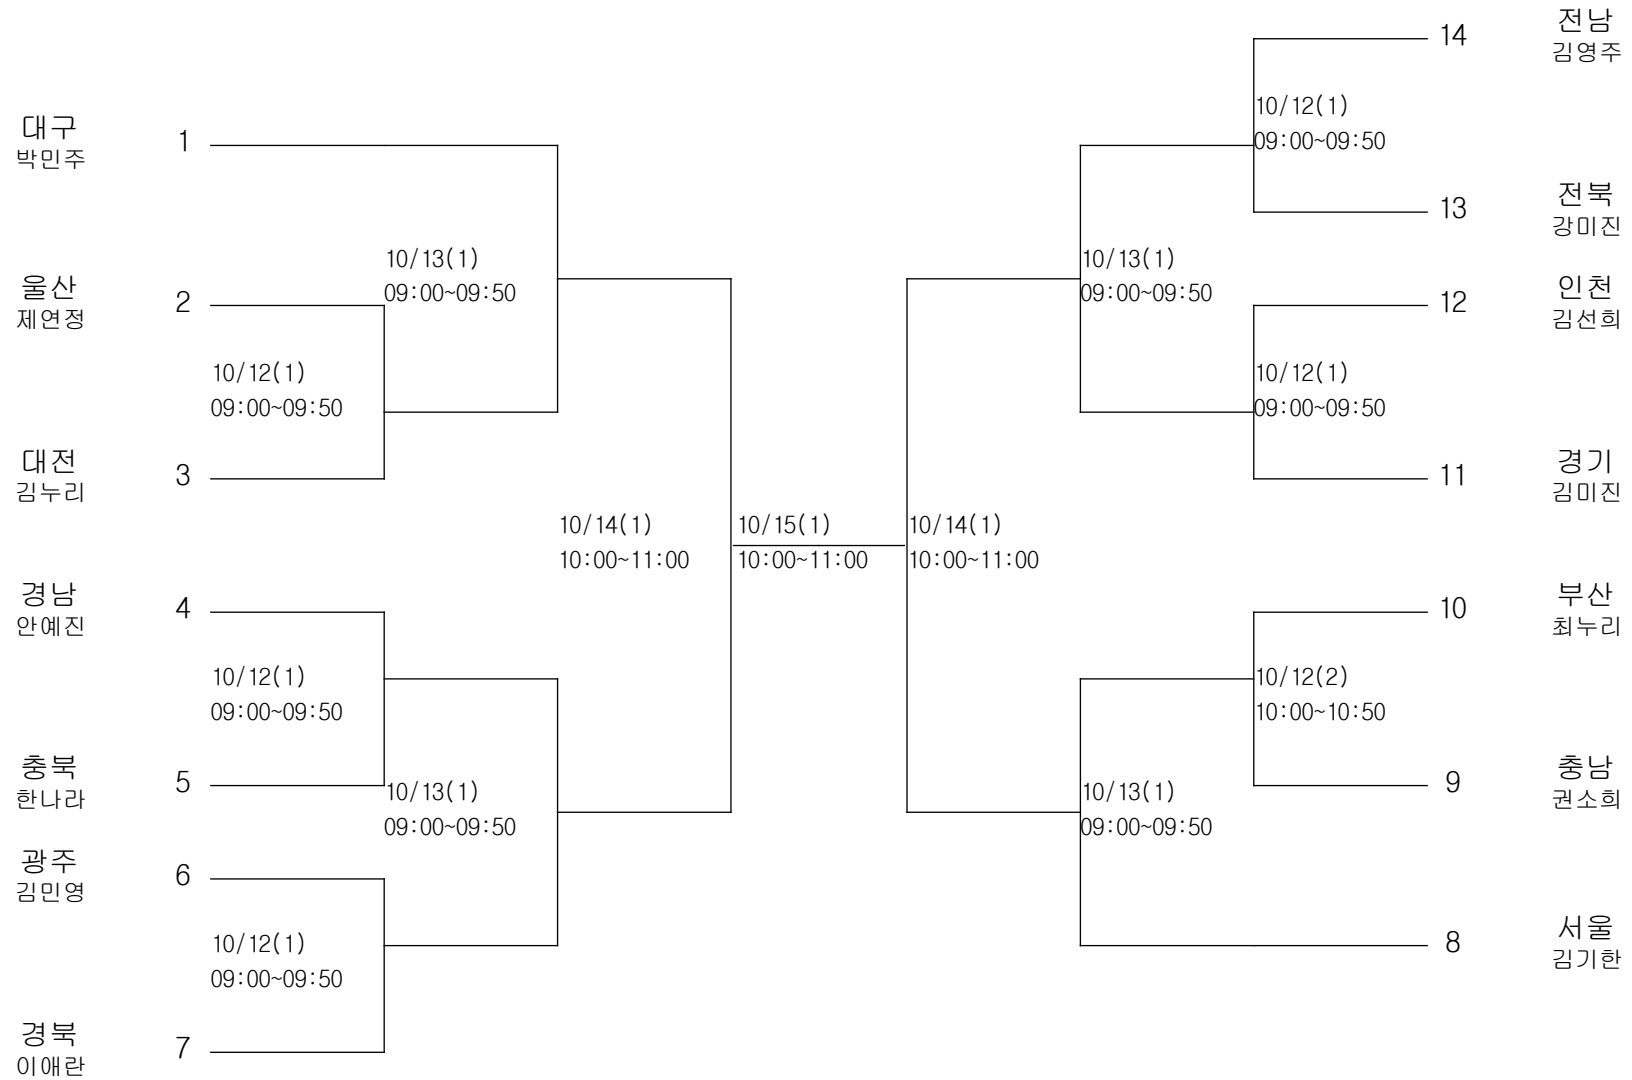 전남
14
김영주
10/12(1)
09:00~09:50
대구
1
박민주
전북
13
강미진
10/13(1)
09:00~09:50
10/13(1)
09:00~09:50
울산
2
제연정
인천
12
김선희
10/12(1)
09:00~09:50
10/12(1)
09:00~09:50
대전
3
김누리
경기
11
김미진
10/14(1)
10:00~11:00
10/15(1)
10:00~11:00
10/14(1)
10:00~11:00
경남
4
안예진
부산
10
최누리
10/12(1)
09:00~09:50
10/12(2)
10:00~10:50
충북
5
한나라
10/13(1)
09:00~09:50
10/13(1)
09:00~09:50
충남
9
권소희
광주
6
김민영
10/12(1)
09:00~09:50
서울
8
김기한
경북
7
이애란